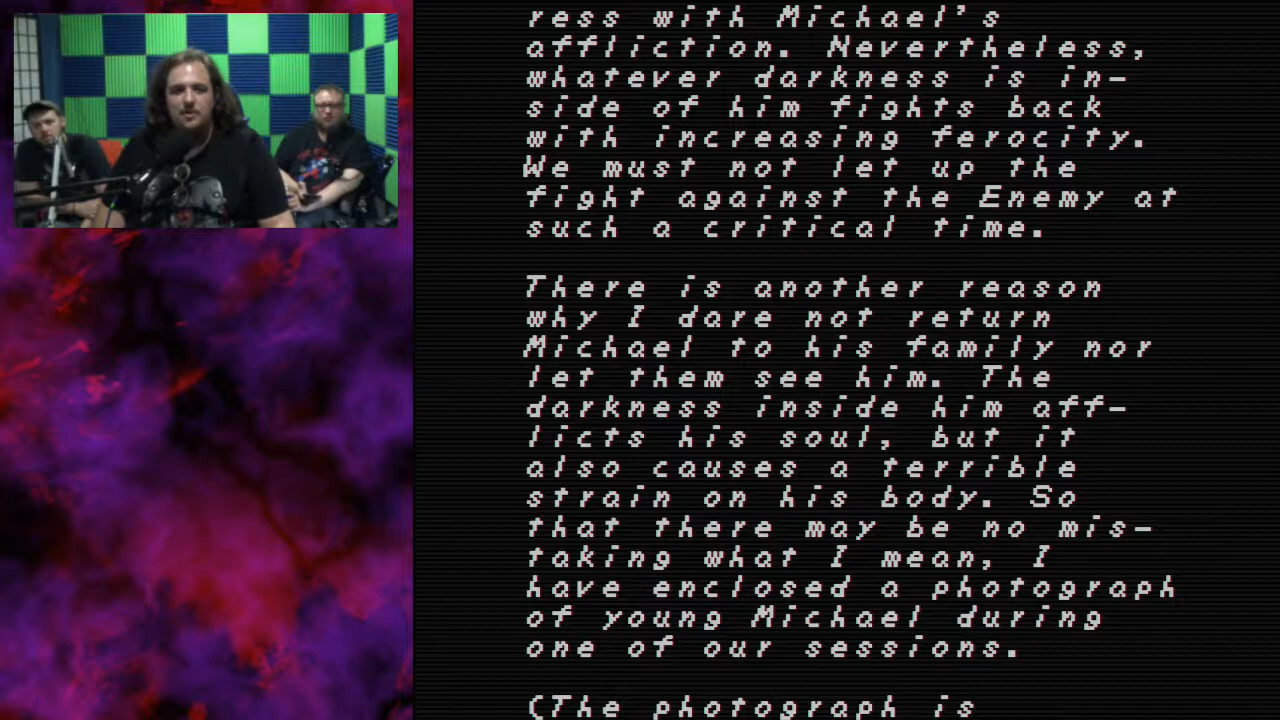 ress with Michael's
affliction. Nevertheless,
whatever darkness is in-
side of him fights back
with increasing ferocity.
We must not let up the
fight against the Enemy at
such a critical time.
There is another reason
why I dare not return
Michael to his family nor
let them see him. The
darkness inside him aff-
licts his soul, but it
also causes a terrible
strain on his body. So
that there may be no mis-
taking what I mean, I
have enclosed a photograph
of young Michael during
one of our sessions.
(The photograph is